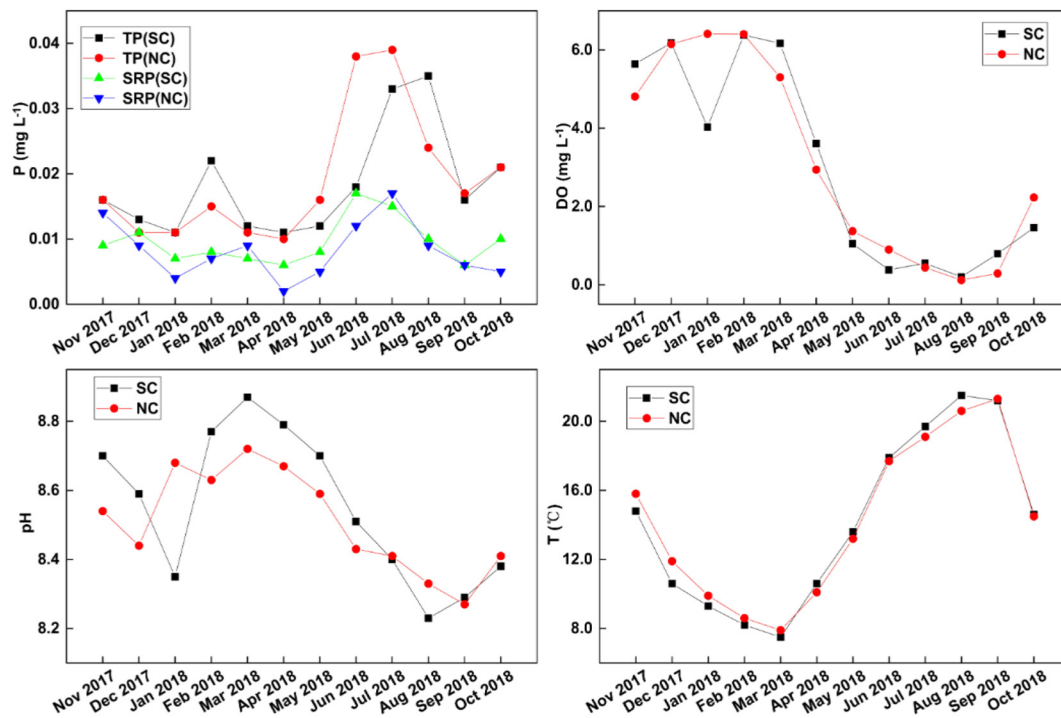 TP(SC)
TP(NC)
SRP(SC)
SRP(NC)
P (mg L-1)
0.04
0.03
0.02
0.01
0.00
Nov 2017
Dec 2017
Jan 2018
Feb 2018
Mar 2018
Apr 2018
May 2018
Jun 2018
Jul 2018
Aug 2018
Sep 2018
Oct 2018
SC
NC
DO (mg L-1)
6.0
4.0
2.0
0.0
Nov 2017
Dec 2017
Jan 2018
Feb 2018
Mar 2018
Apr 2018
May 2018
Jun 2018
Jul 2018
Aug 2018
Sep 2018
Oct 2018
SC
NC
pH
8.8
8.6
8.4
8.2
Nov 2017
Dec 2017
Jan 2018
Feb 2018
Mar 2018
Apr 2018
May 2018
Jun 2018
Jul 2018
Aug 2018
Sep 2018
Oct 2018
SC
NC
T (℃)
20.0
16.0
12.0
8.0
Nov 2017
Dec 2017
Jan 2018
Feb 2018
Mar 2018
Apr 2018
May 2018
Jun 2018
Jul 2018
Aug 2018
Sep 2018
Oct 2018